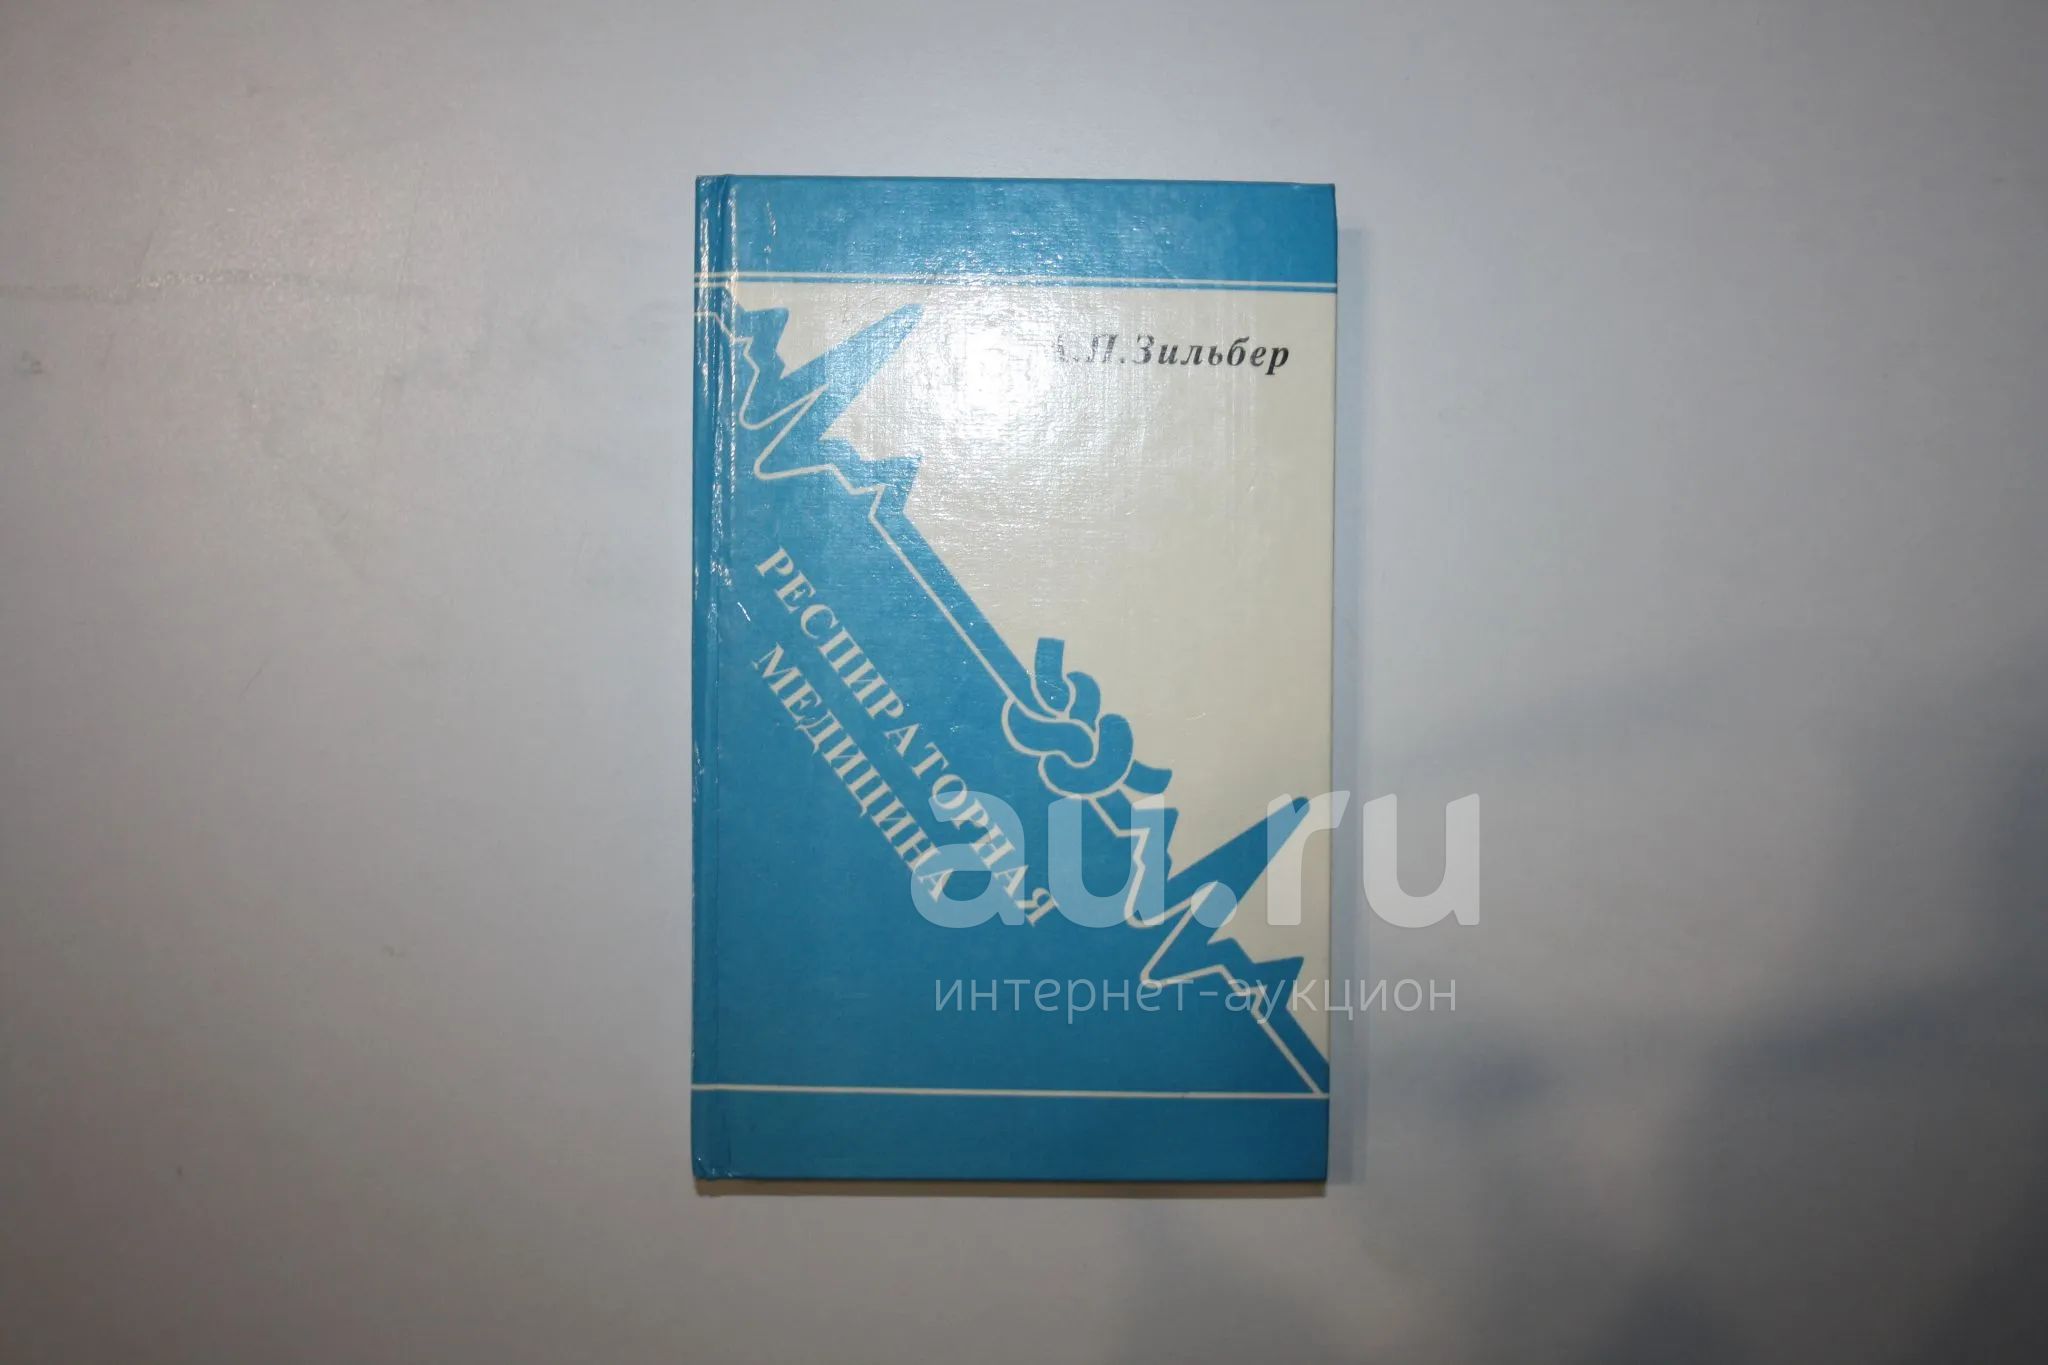 А.П.Зильбер
РЕСПИРАТОРНАЯ
МЕДИЦИНА
au.ru
интернет-аукцион